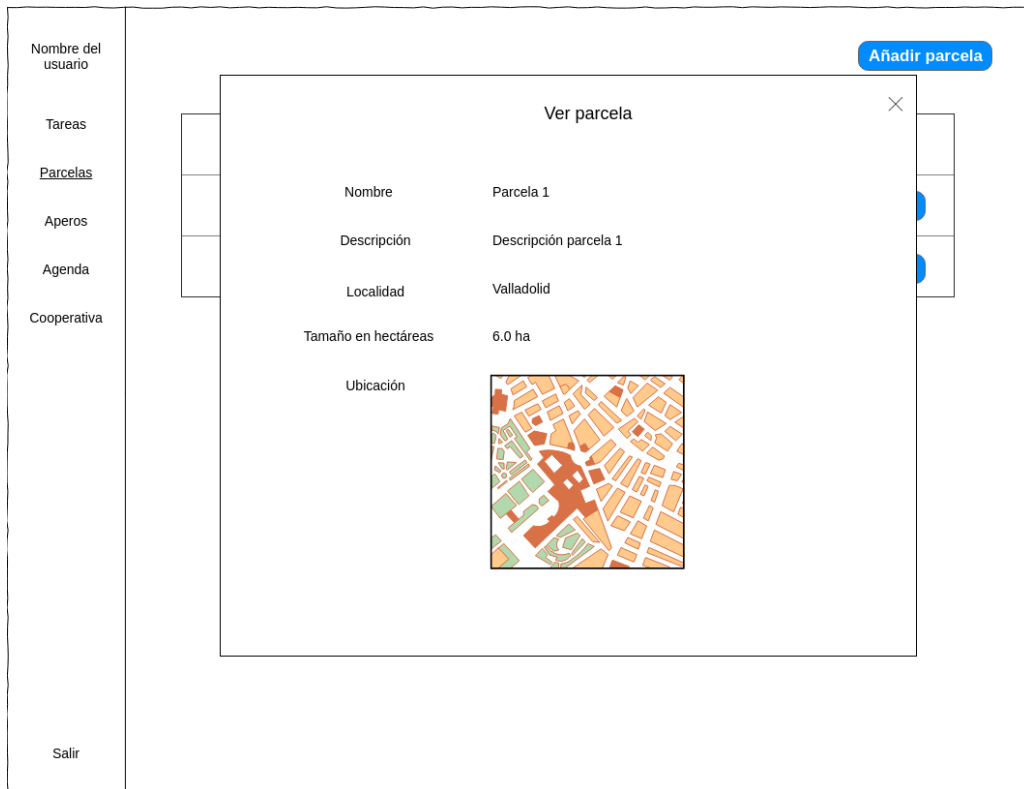 Nombre del
usuario
Tareas
Parcelas
Aperos
Agenda
Cooperativa
Salir
Añadir parcela
Ver parcela
Nombre
Parcela 1
Descripción
Descripción parcela 1
Localidad
Valladolid
Tamaño en hectáreas
6.0 ha
Ubicación